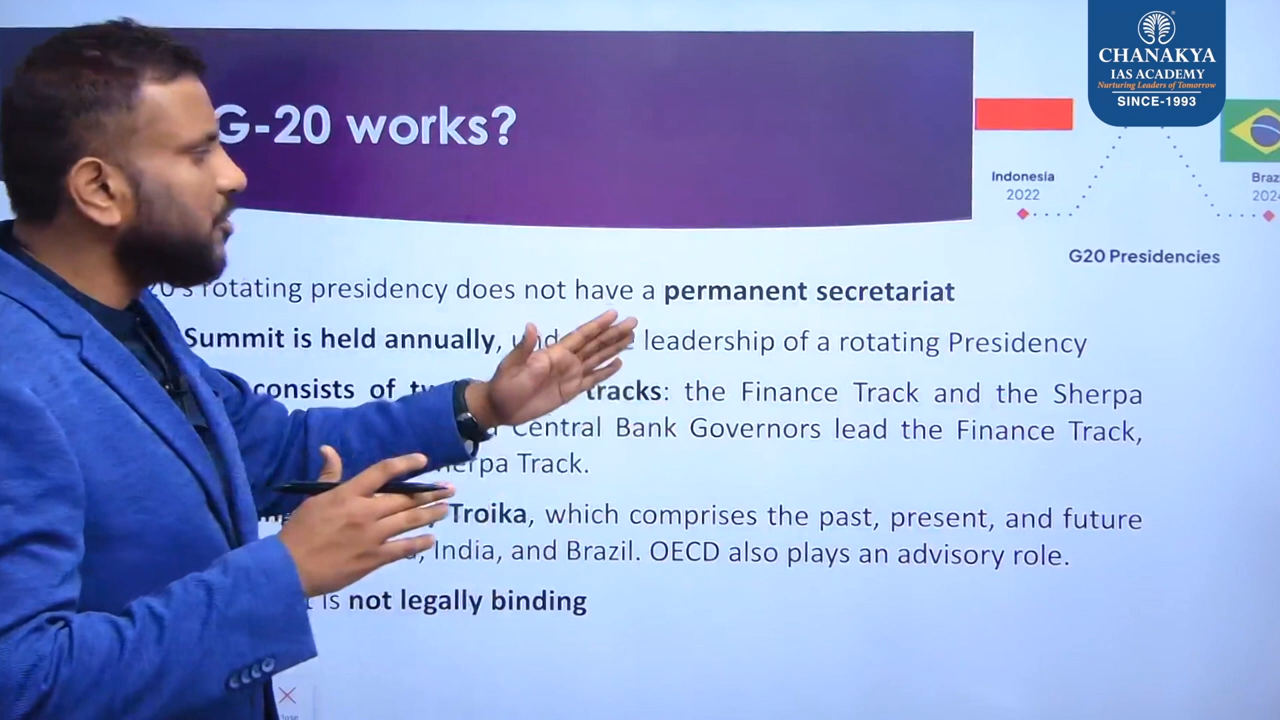 CHANAKYA
IAS ACADEMY
Nurturing Leaders of Tomorrow
SINCE-1993
G-20 works?
Indonesia
2022
G20 Presidencies
rotating presidency does not have a permanent secretariat
Summit is held annually, leadership of a rotating Presidency
consists of tracks: the Finance Track and the Sherpa
Central Bank Governors lead the Finance Track,
Track.
Troika, which comprises the past, present, and future
India, and Brazil. OECD also plays an advisory role.
is not legally binding